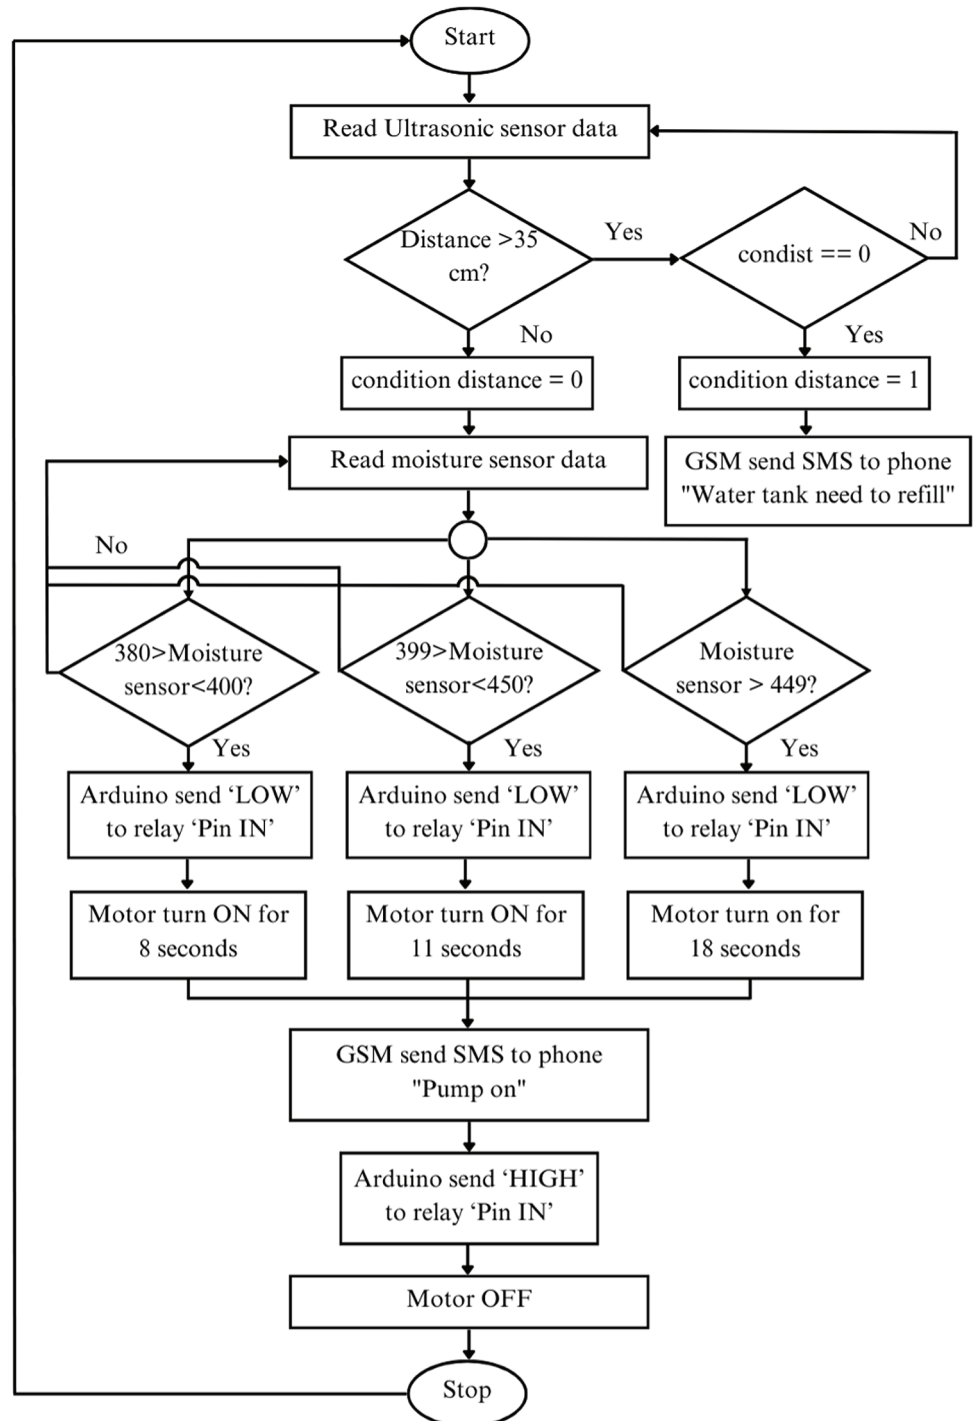 Start
Read Ultrasonic sensor data
Distance >35
cm?
Yes
condist == 0
No
No
Yes
condition distance = 0
condition distance = 1
Read moisture sensor data
GSM send SMS to phone
"Water tank need to refill"
No
380>Moisture
sensor<400?
399>Moisture
sensor<450?
Moisture
sensor > 449?
Yes
Yes
Yes
Arduino send ‘LOW’
to relay ‘Pin IN’
Arduino send ‘LOW’
to relay ‘Pin IN’
Arduino send ‘LOW’
to relay ‘Pin IN’
Motor turn ON for
8 seconds
Motor turn ON for
11 seconds
Motor turn on for
18 seconds
GSM send SMS to phone
"Pump on"
Arduino send ‘HIGH’
to relay ‘Pin IN’
Motor OFF
Stop